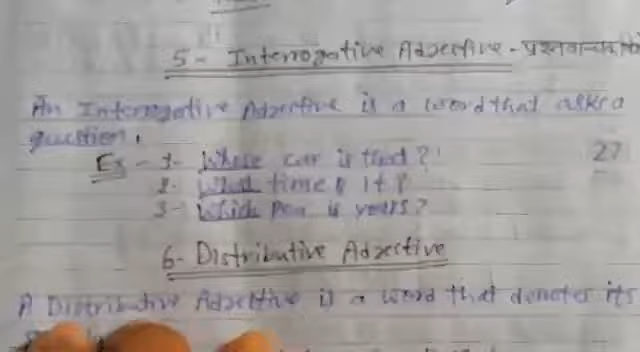 5- Interrogative Adjective - प्रश्नवाचक
An Interrogative Adjective is a word that asks a
question.
Ex - 1- Whose car is that?
2- What time is it?
3- Which Pen is yours?
27
6- Distributive Adjective
A Distributive Adjective is a word that denotes its